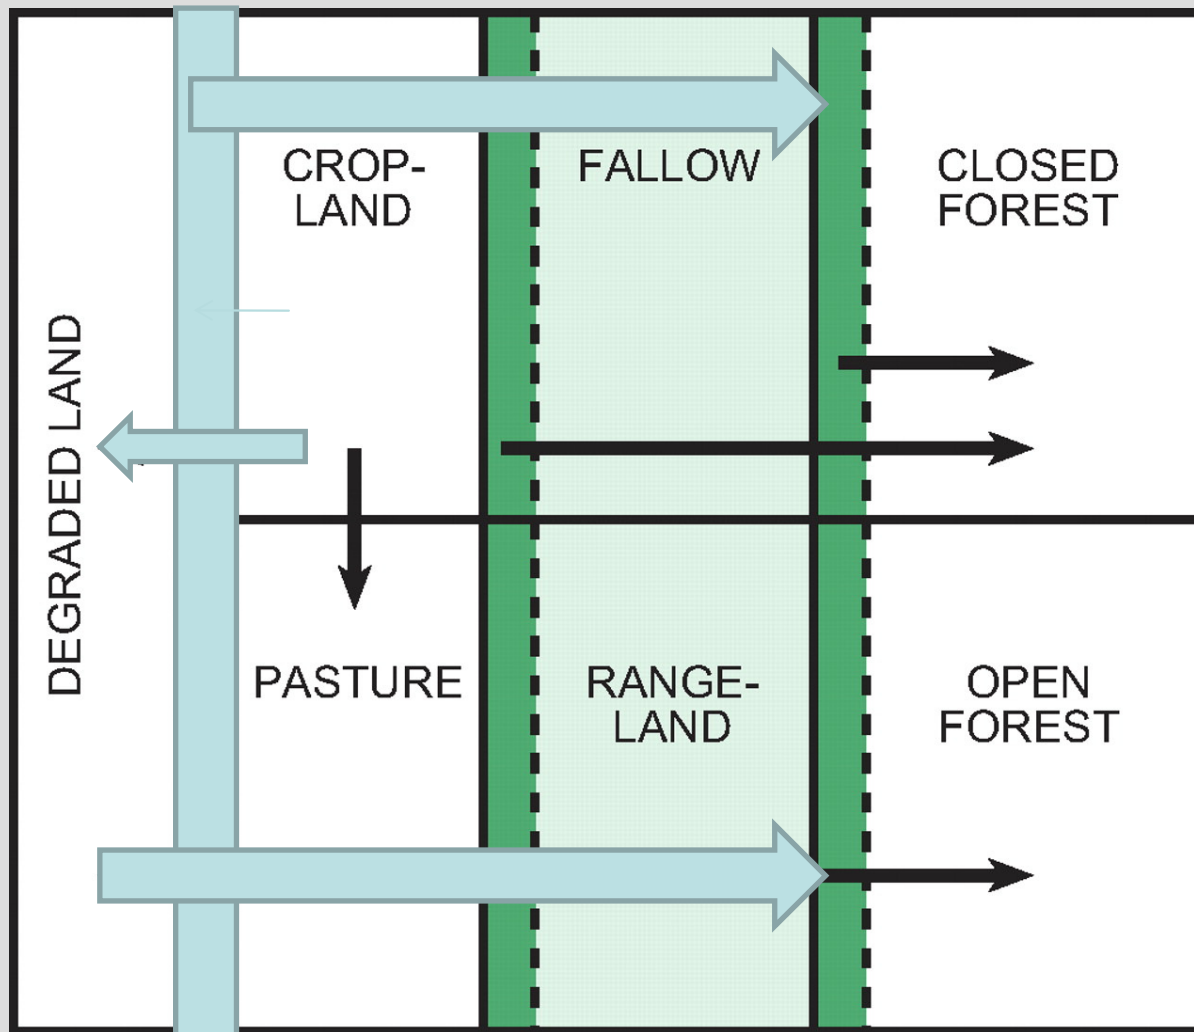 CROP-
LAND
FALLOW
CLOSED
FOREST
DEGRADED LAND
PASTURE
RANGE-
LAND
OPEN
FOREST